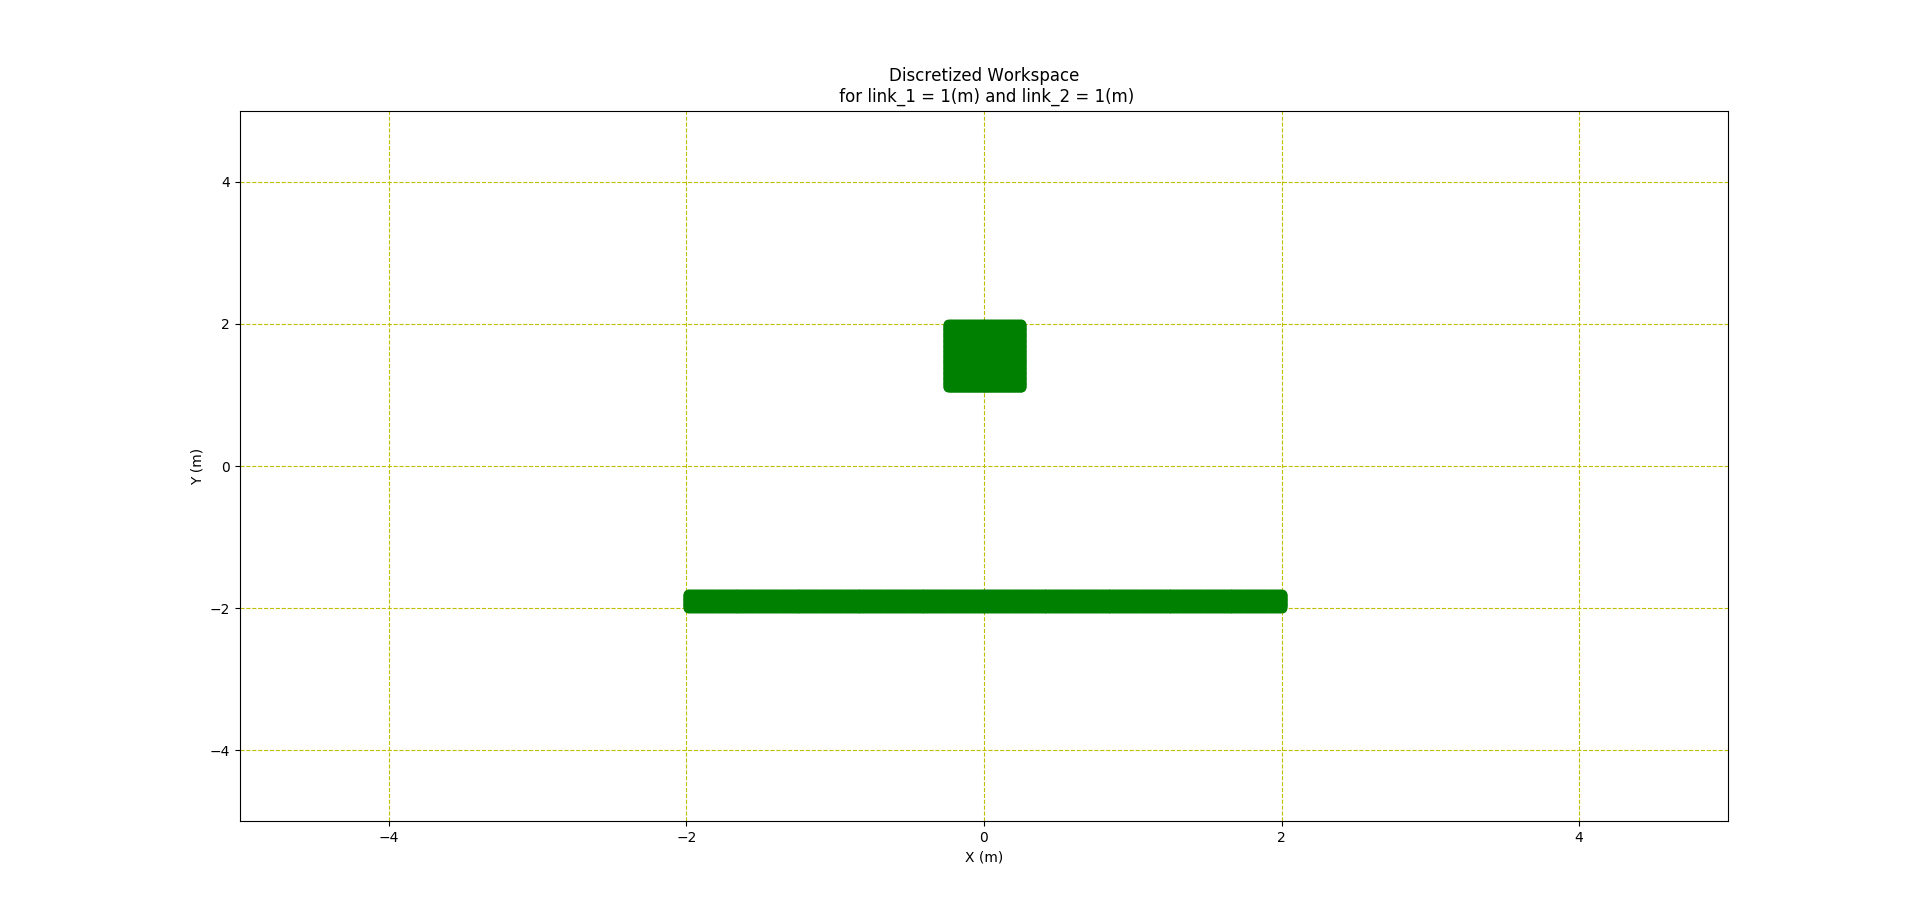 Discretized Workspace
for link_1 = 1(m) and link_2 = 1(m)
4
2
0
−2
−4
Y (m)
−4 −2 0 2 4
X (m)